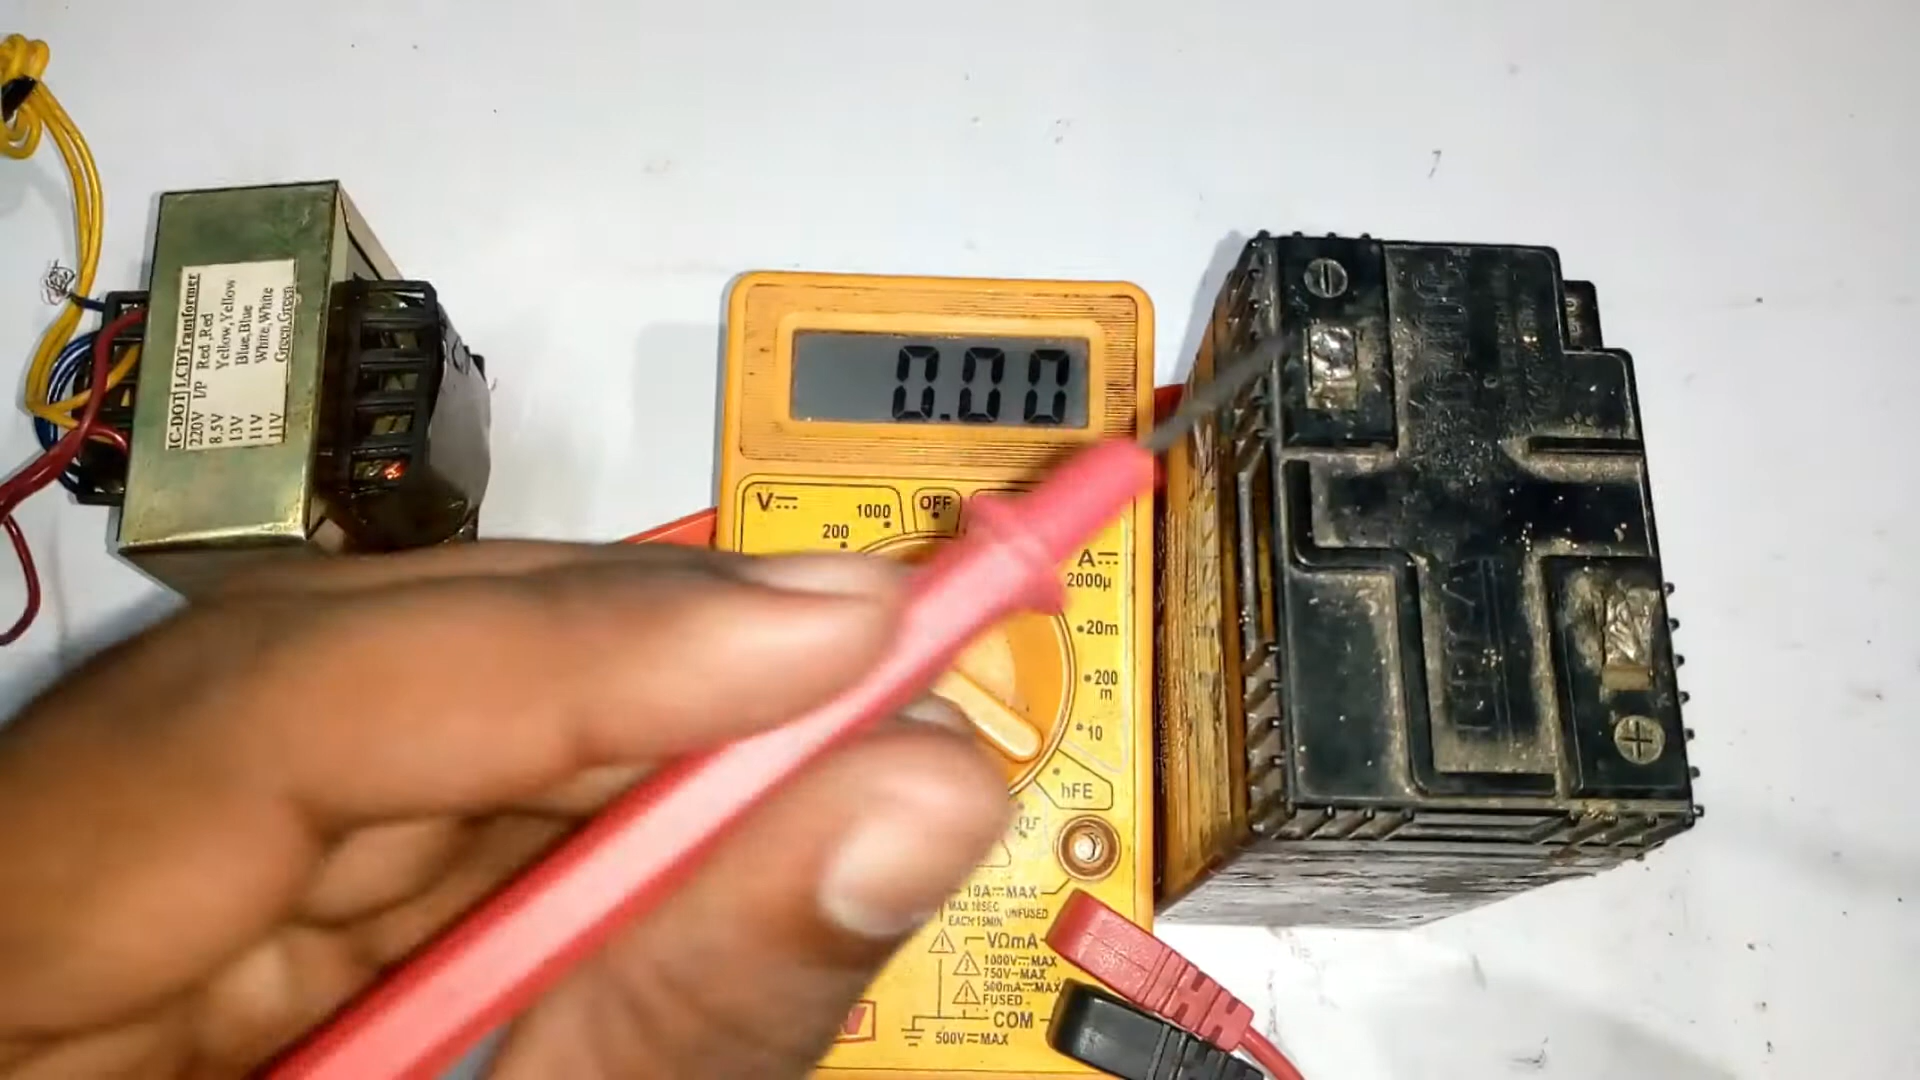 IC-DOT LCDTransformer
220V I/P Red,Red
8.5V Yellow,Yellow
13V Blue,Blue
11V White,White
11V Green,Green
0.00
V
1000
OFF
200
A
2000µ
20m
200
m
10
hFE
10A MAX
MAX 10SEC UNFUSED
EACH 15MIN
VΩmA
1000V MAX
750V~MAX
500mA MAX
FUSED
COM
500V MAX